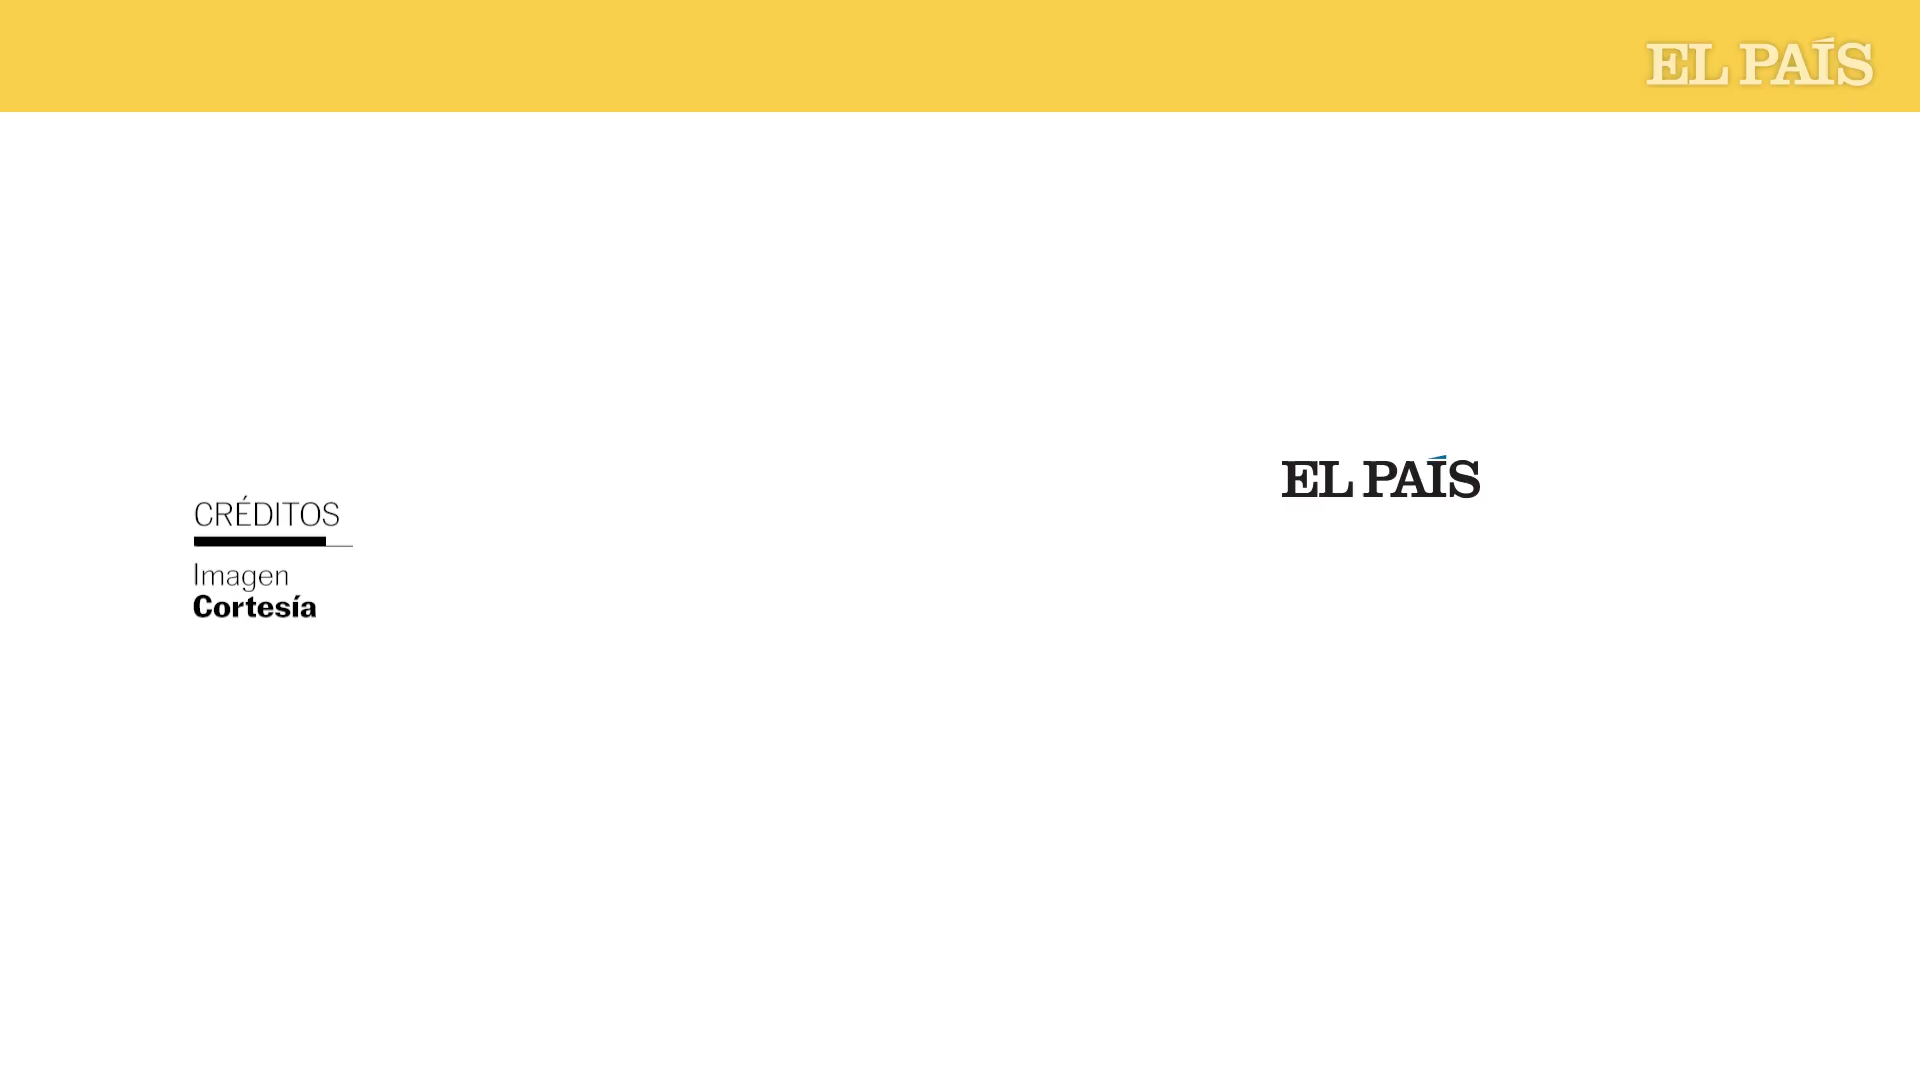 EL PAÍS
EL PAÍS
CRÉDITOS
Imagen
Cortesía